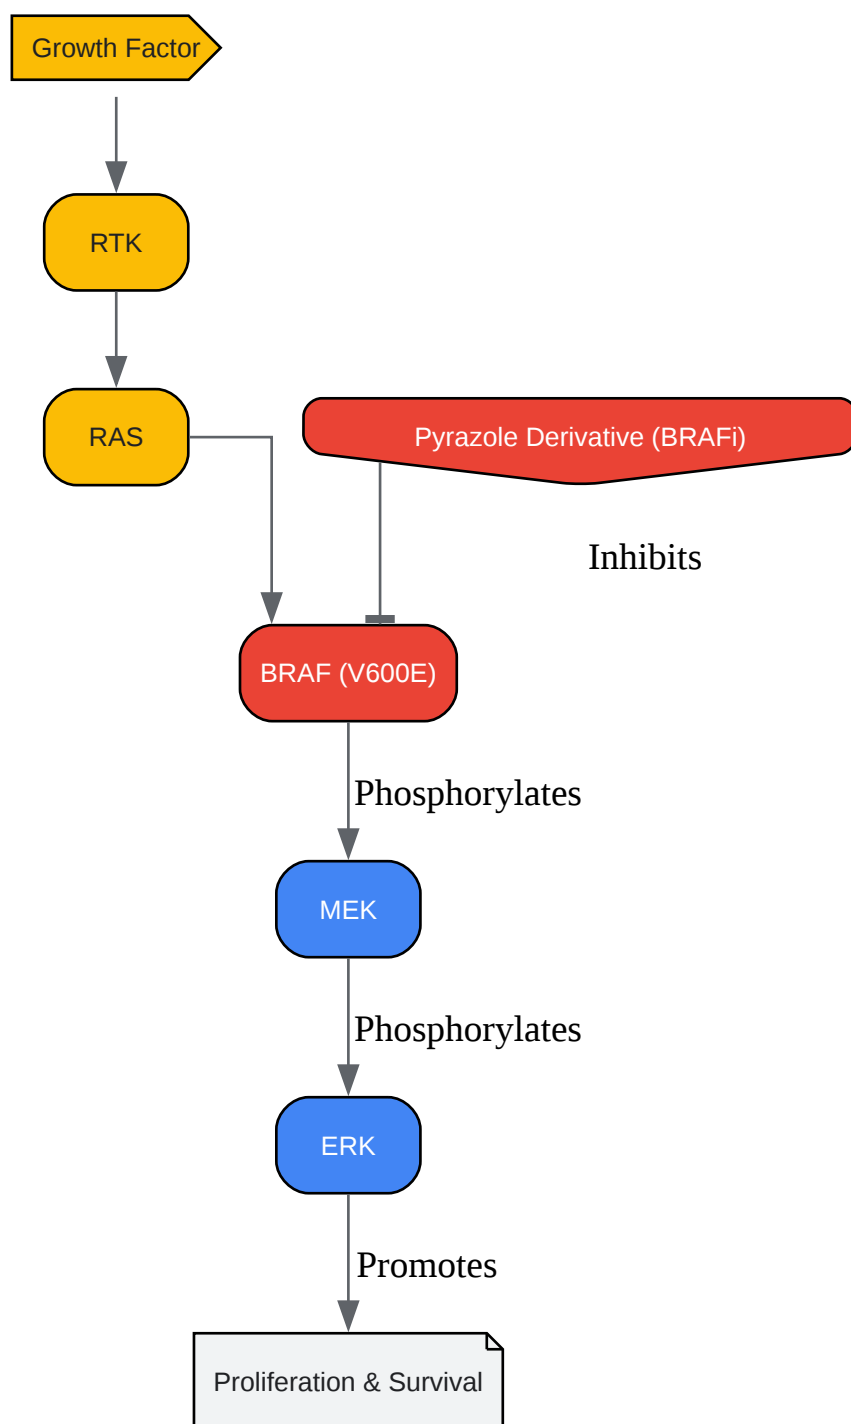 Growth Factor
RTK
RAS
Pyrazole Derivative (BRAFi)
Inhibits
BRAF (V600E)
Phosphorylates
MEK
Phosphorylates
ERK
Promotes
Proliferation & Survival